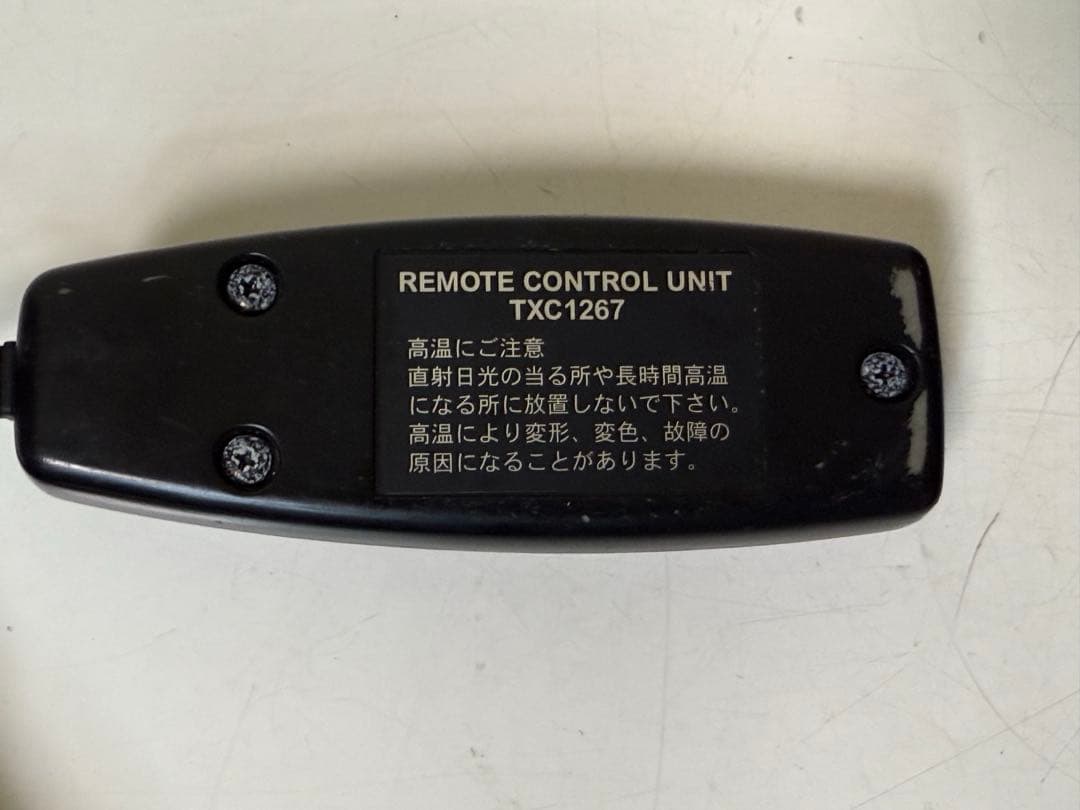 REMOTE CONTROL UNIT
TXC1267
高温にご注意
直射日光の当る所や長時間高温
になる所に放置しないで下さい。
高温により変形、変色、故障の
原因になることがあります。